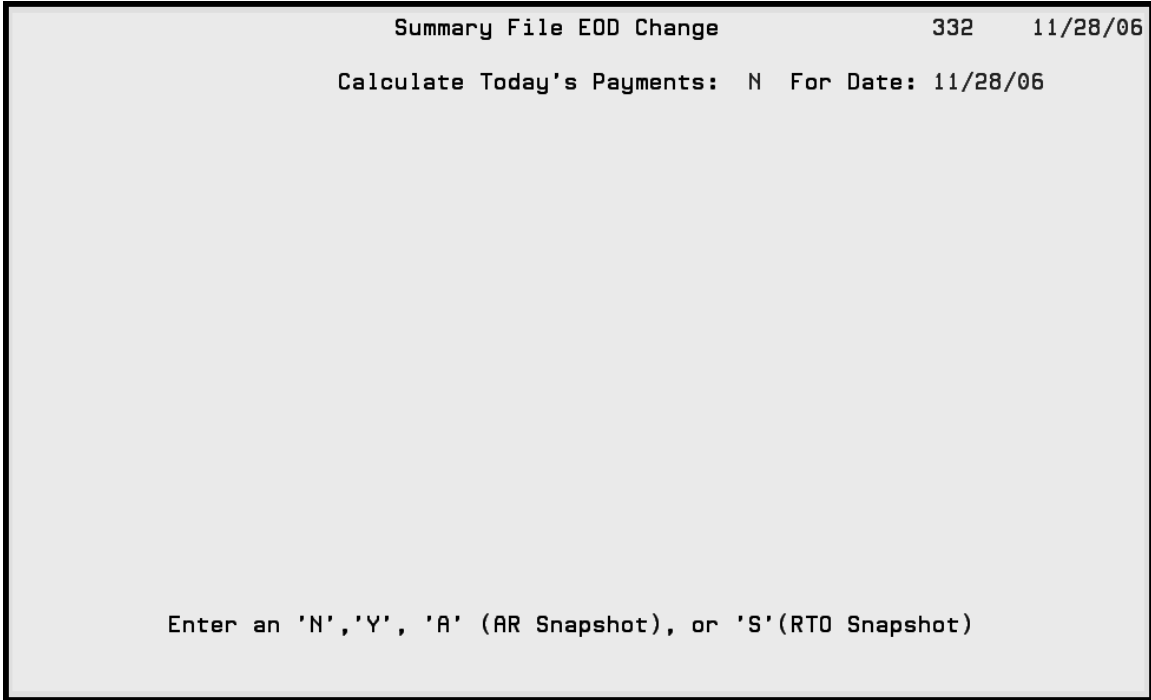 Summary File EOD Change 332 11/28/06
Calculate Today's Payments: N For Date: 11/28/06
Enter an 'N','Y', 'A' (AR Snapshot), or 'S'(RTO Snapshot)